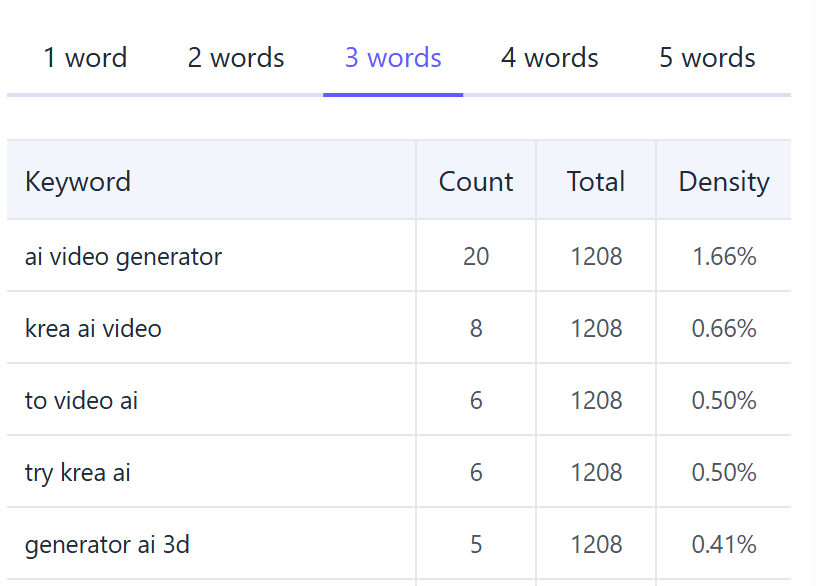 1 word 2 words 3 words 4 words 5 words
Keyword Count Total Density
ai video generator 20 1208 1.66%
krea ai video 8 1208 0.66%
to video ai 6 1208 0.50%
try krea ai 6 1208 0.50%
generator ai 3d 5 1208 0.41%